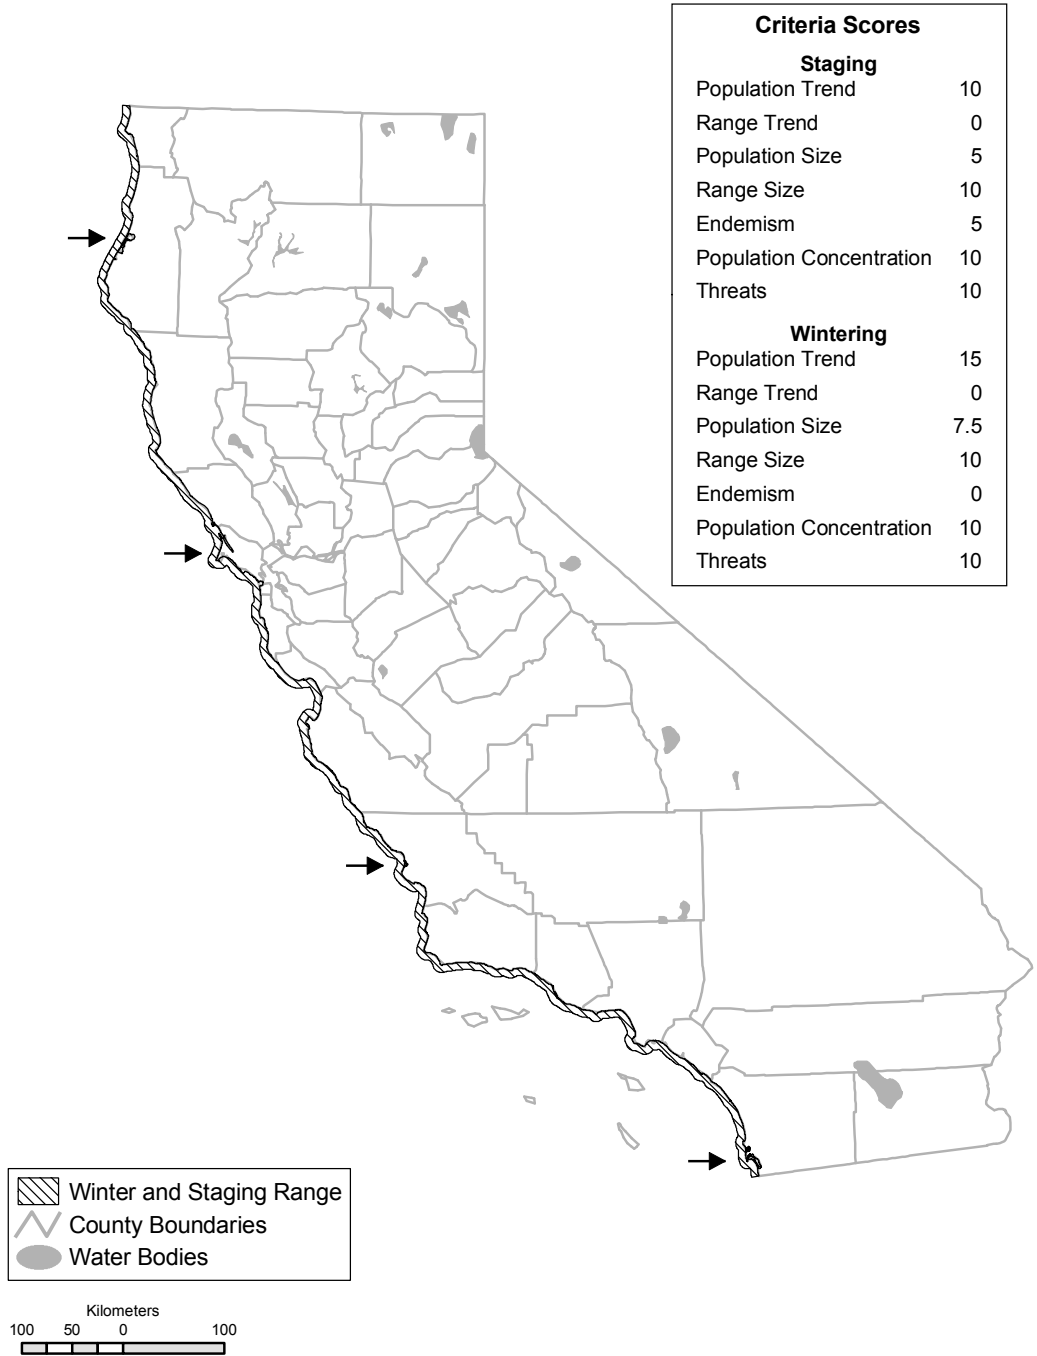 Criteria Scores
Staging
Population Trend 10
Range Trend 0
Population Size 5
Range Size 10
Endemism 5
Population Concentration 10
Threats 10
Wintering
Population Trend 15
Range Trend 0
Population Size 7.5
Range Size 10
Endemism 0
Population Concentration 10
Threats 10
Winter and Staging Range
County Boundaries
Water Bodies
Kilometers
100 50 0 100